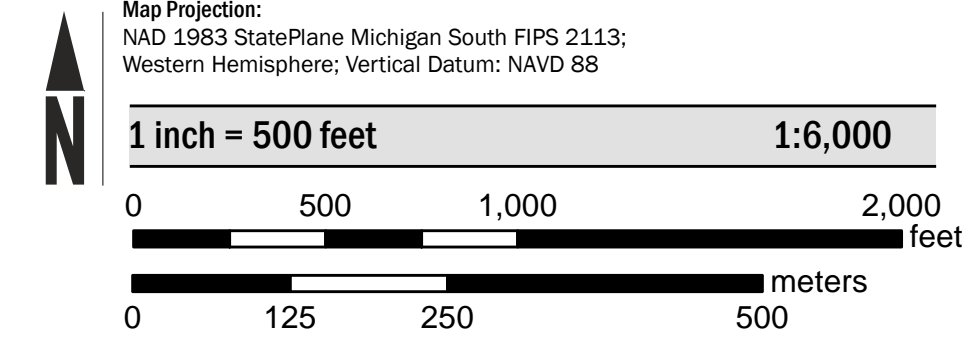 Map Projection:
NAD 1983 StatePlane Michigan South FIPS 2113;
Western Hemisphere; Vertical Datum: NAVD 88
N
1 inch = 500 feet 1:6,000
0 500 1,000 2,000
feet
meters
0 125 250 500